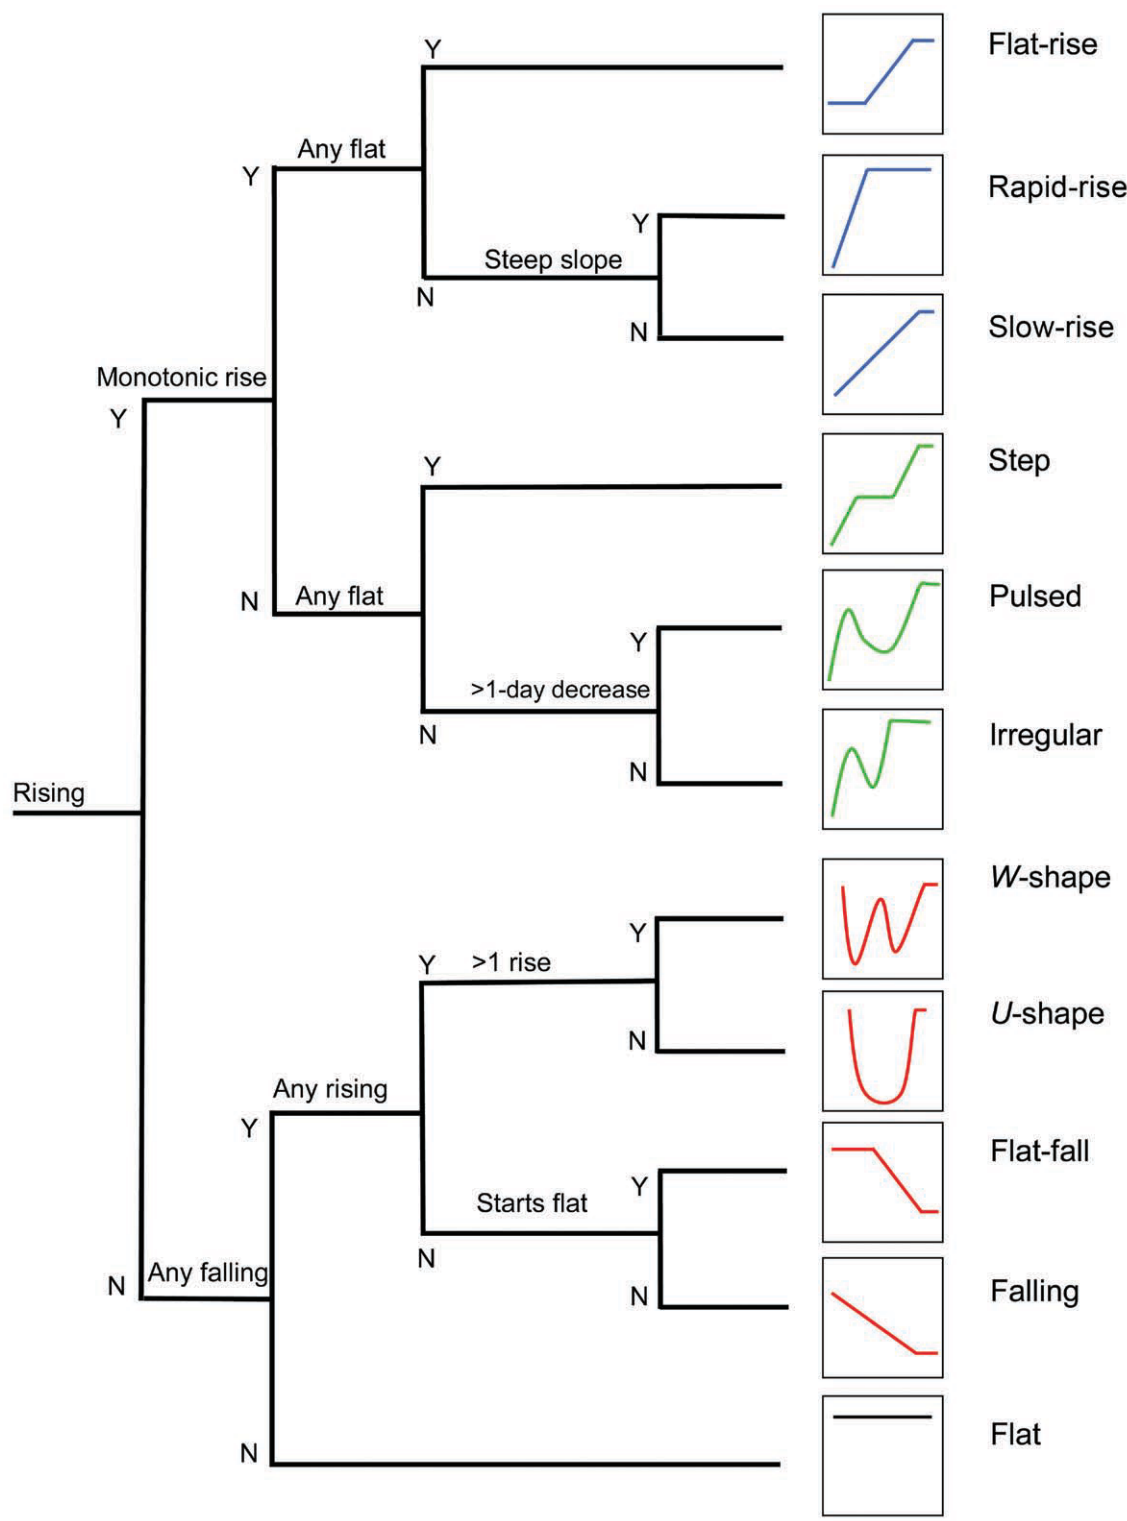 Y
Flat-rise
Any flat
Y
Rapid-rise
Y
Steep slope
N
Slow-rise
N
Monotonic rise
Y
Step
Y
Pulsed
Any flat
N
Y
>1-day decrease
Irregular
N
N
Rising
W-shape
Y
Y
>1 rise
U-shape
N
Any rising
Y
Flat-fall
Y
Starts flat
N
Any falling
N
Falling
N
Flat
N